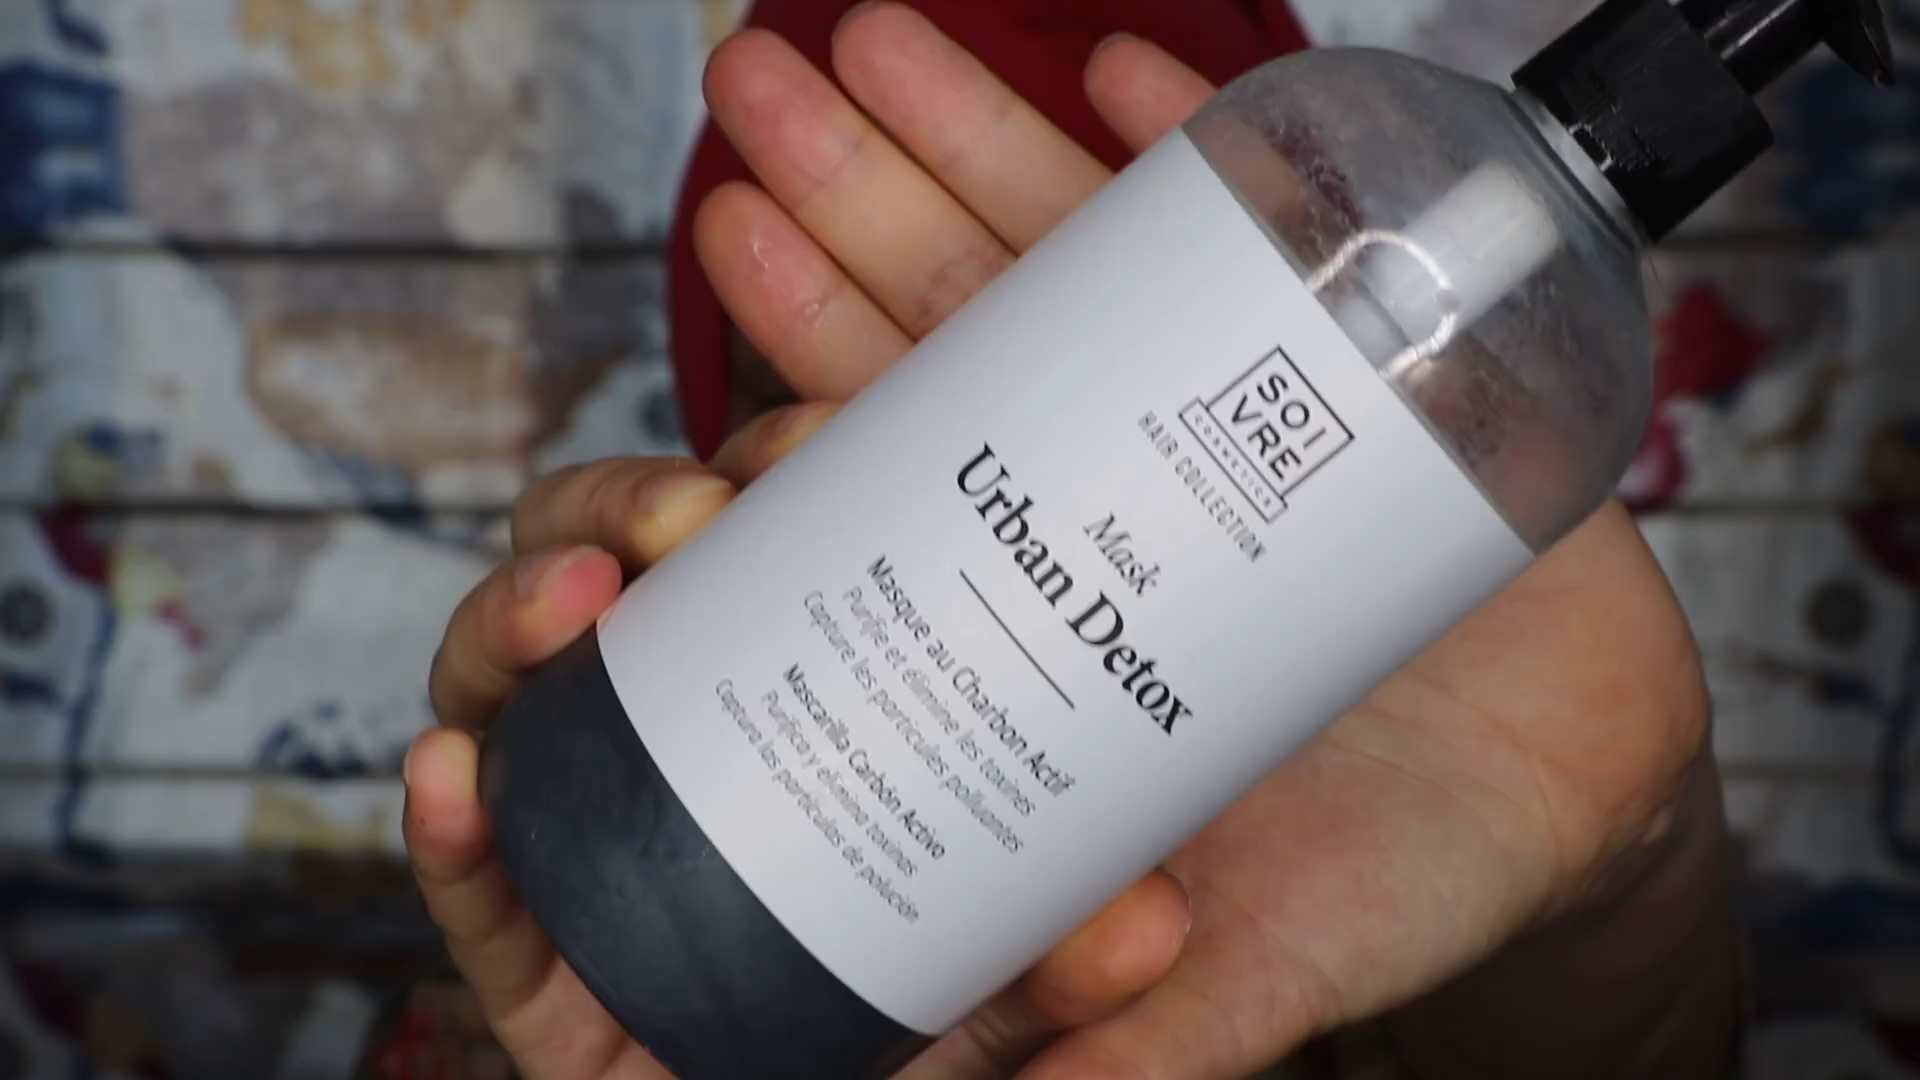 SOI
VRE
COSMETICS
HAIR COLLECTION
Mask
Urban Detox
Masque au Charbon Actif
Purifie et élimine les toxines
Capture les particules polluantes
Mascarilla Carbón Activo
Purifica y elimina toxinas
Captura las partículas de polución